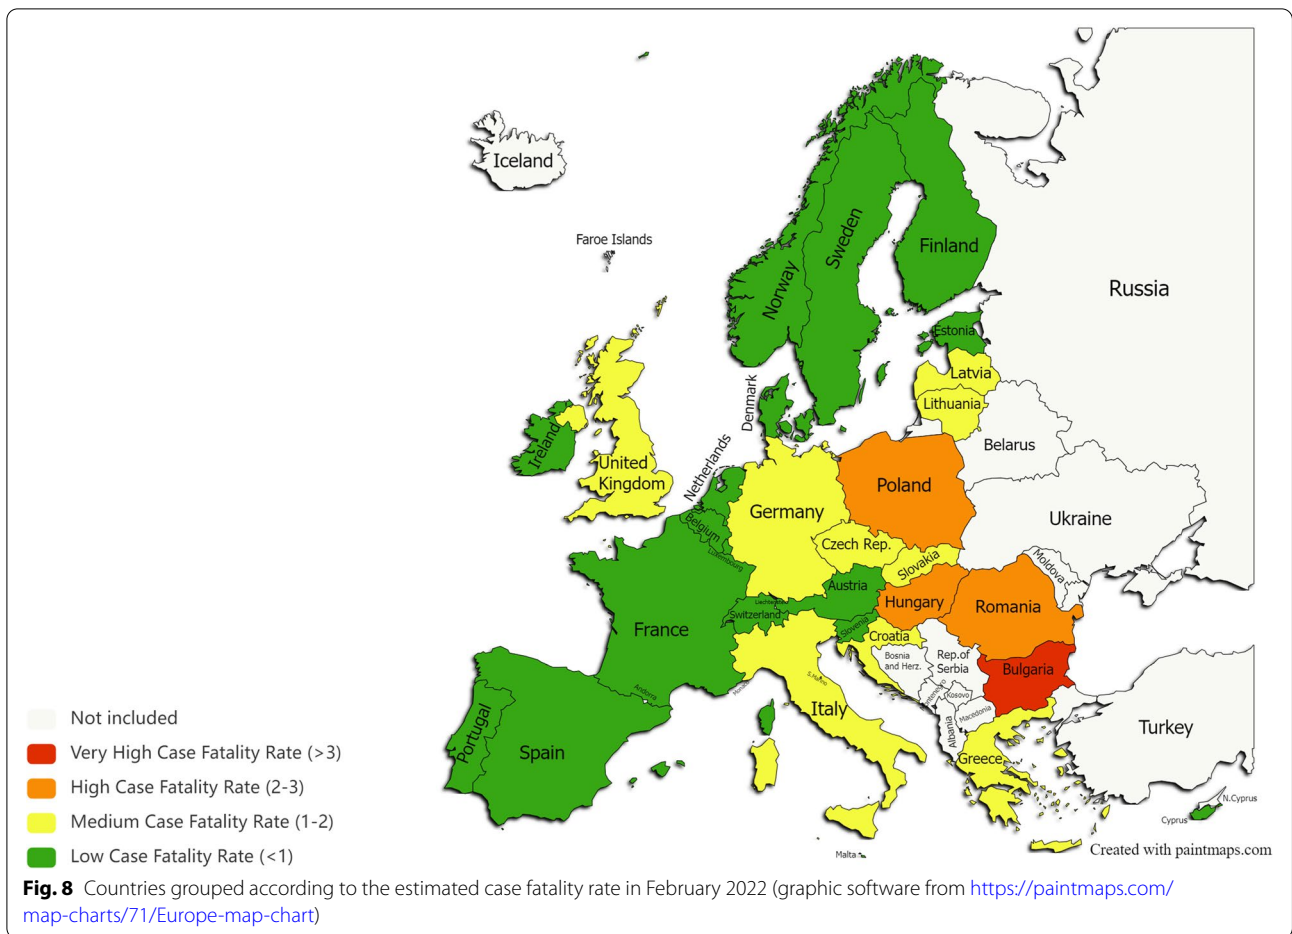 Iceland
Faroe Islands
Norway
Sweden
Finland
Russia
Estonia
Latvia
Lithuania
Denmark
Belarus
Ireland
United
Kingdom
Netherlands
Belgium
Luxembourg
Germany
Poland
Ukraine
Czech Rep.
Slovakia
Moldova
Austria
Liechtenstein
Switzerland
Hungary
Romania
France
Slovenia
Croatia
Bosnia
and Herz.
Rep.of
Serbia
Bulgaria
Monaco
S.Marino
Andorra
Kosovo
Macedonia
Albania
Italy
Portugal
Spain
Greece
Turkey
N.Cyprus
Cyprus
Malta
Not included
Very High Case Fatality Rate (>3)
High Case Fatality Rate (2-3)
Medium Case Fatality Rate (1-2)
Low Case Fatality Rate (<1)
Created with paintmaps.com
Fig. 8 Countries grouped according to the estimated case fatality rate in February 2022 (graphic software from https://paintmaps.com/
map-charts/71/Europe-map-chart)